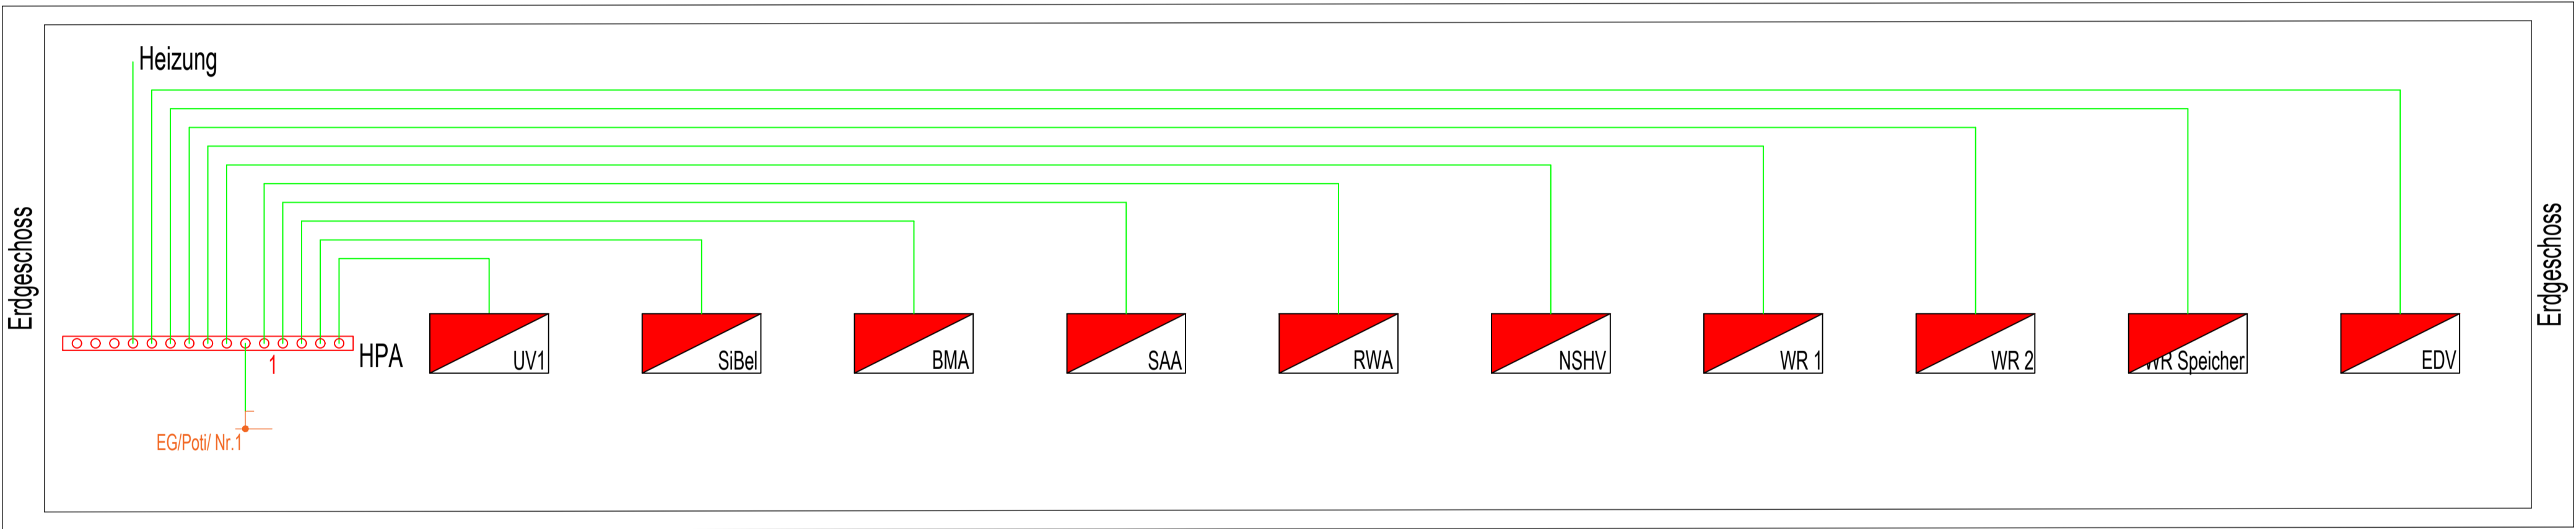 Heizung
Erdgeschoss
Erdgeschoss
1
HPA
UV1
SiBel
BMA
SAA
RWA
NSHV
WR 1
WR 2
WR Speicher
EDV
EG/Poti/ Nr.1